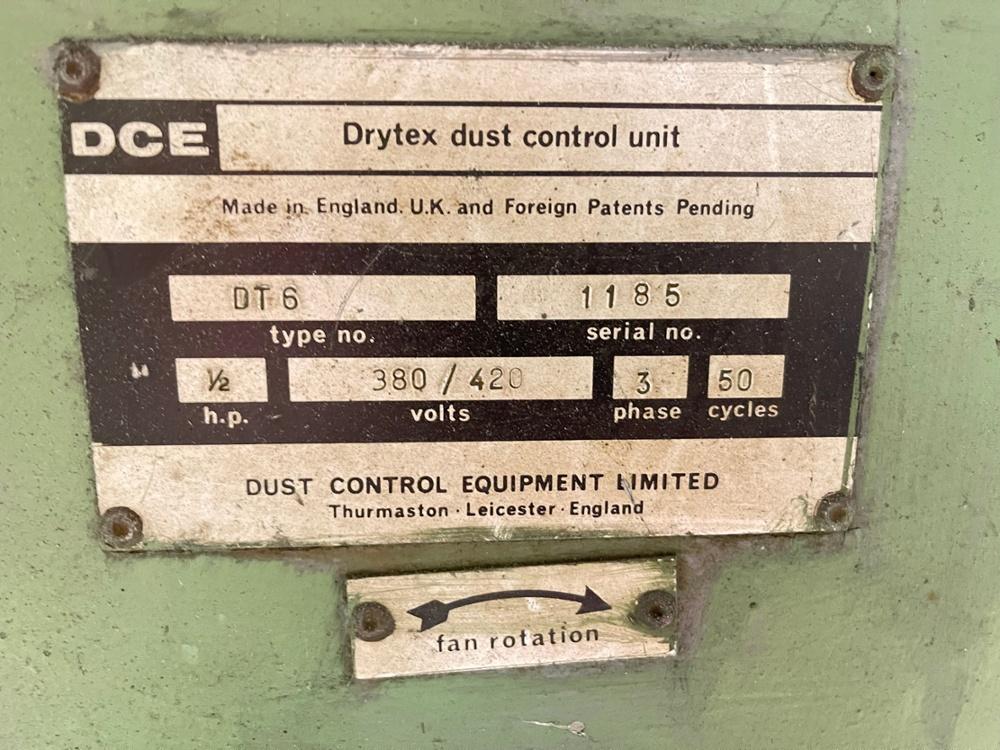 DCE Drytex dust control unit
Made in England. U.K. and Foreign Patents Pending
DT6 1185
type no. serial no.
½ 380 / 420 3 50
h.p. volts phase cycles
DUST CONTROL EQUIPMENT LIMITED
Thurmaston · Leicester · England
fan rotation